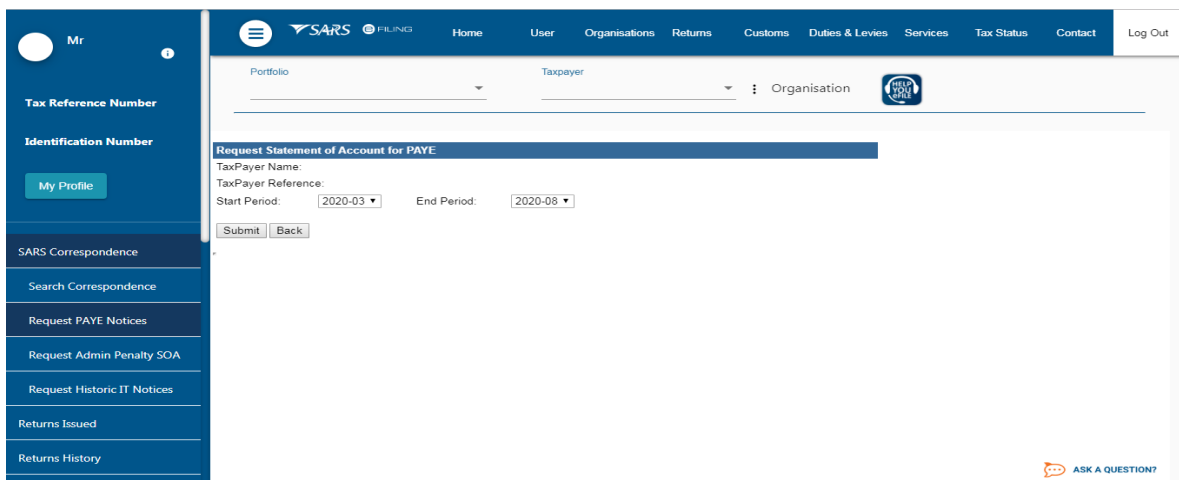 Mr
Tax Reference Number
Identification Number
My Profile
SARS Correspondence
Search Correspondence
Request PAYE Notices
Request Admin Penalty SOA
Request Historic IT Notices
Returns Issued
Returns History
SARS eFILING Home User Organisations Returns Customs Duties & Levies Services Tax Status Contact Log Out
Portfolio Taxpayer
Organisation HELP YOU eFILE
Request Statement of Account for PAYE
TaxPayer Name:
TaxPayer Reference:
Start Period: 2020-03 End Period: 2020-08
Submit Back
ASK A QUESTION?